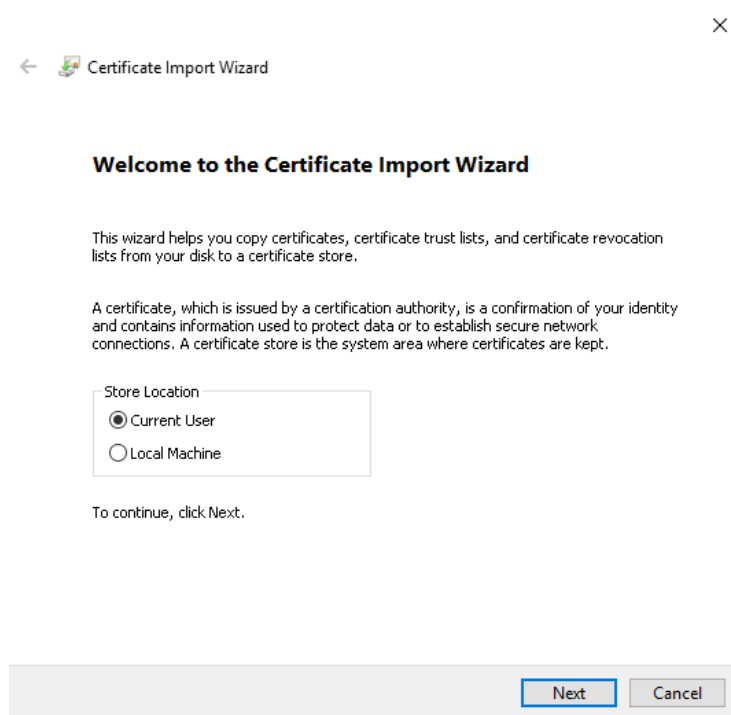 Certificate Import Wizard
Welcome to the Certificate Import Wizard
This wizard helps you copy certificates, certificate trust lists, and certificate revocation
lists from your disk to a certificate store.
A certificate, which is issued by a certification authority, is a confirmation of your identity
and contains information used to protect data or to establish secure network
connections. A certificate store is the system area where certificates are kept.
Store Location
Current User
Local Machine
To continue, click Next.
Next Cancel